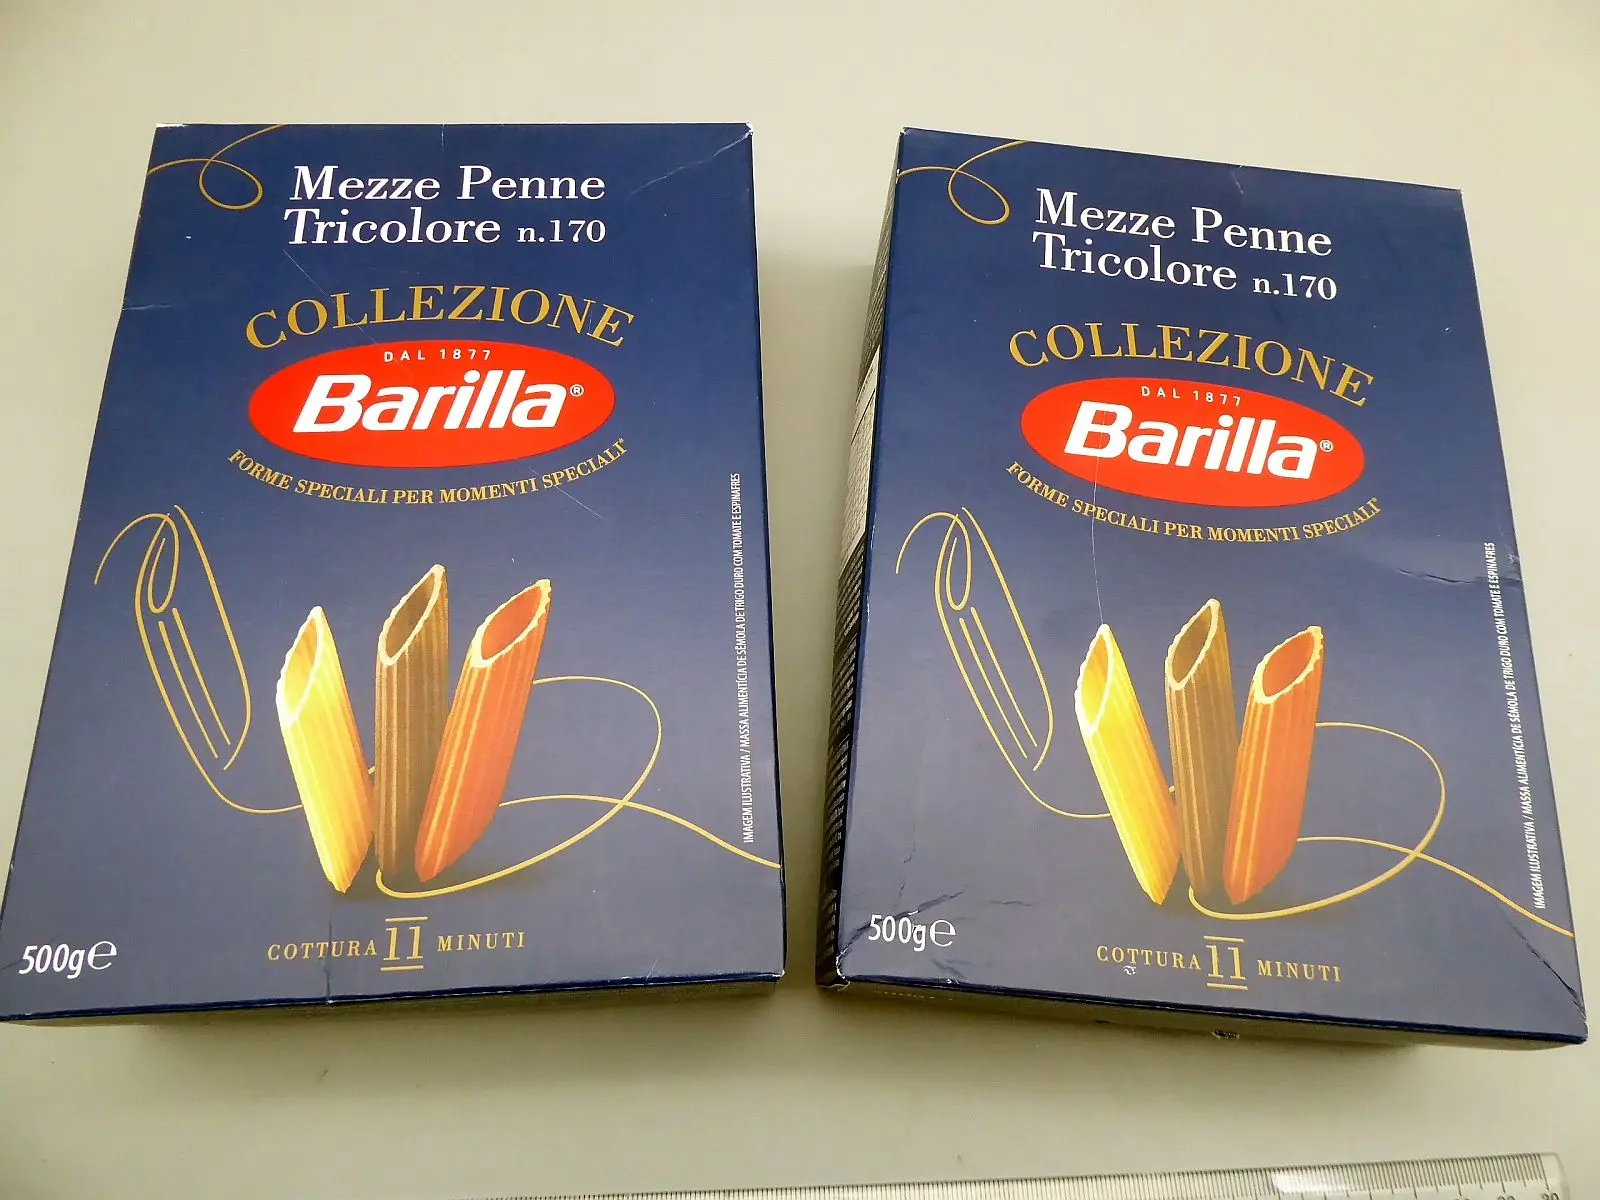 Mezze Penne
Tricolore n.170
COLLEZIONE
DAL 1877
Barilla®
FORME SPECIALI PER MOMENTI SPECIALI*
IMAGEM ILUSTRATIVA / MASSA ALIMENTÍCIA DE SÊMOLA DE TRIGO DURO COM TOMATE E ESPINAFRES
500g℮
COTTURA 11 MINUTI
Mezze Penne
Tricolore n.170
COLLEZIONE
DAL 1877
Barilla®
FORME SPECIALI PER MOMENTI SPECIALI*
IMAGEM ILUSTRATIVA / MASSA ALIMENTÍCIA DE SÊMOLA DE TRIGO DURO COM TOMATE E ESPINAFRES
500g℮
COTTURA 11 MINUTI